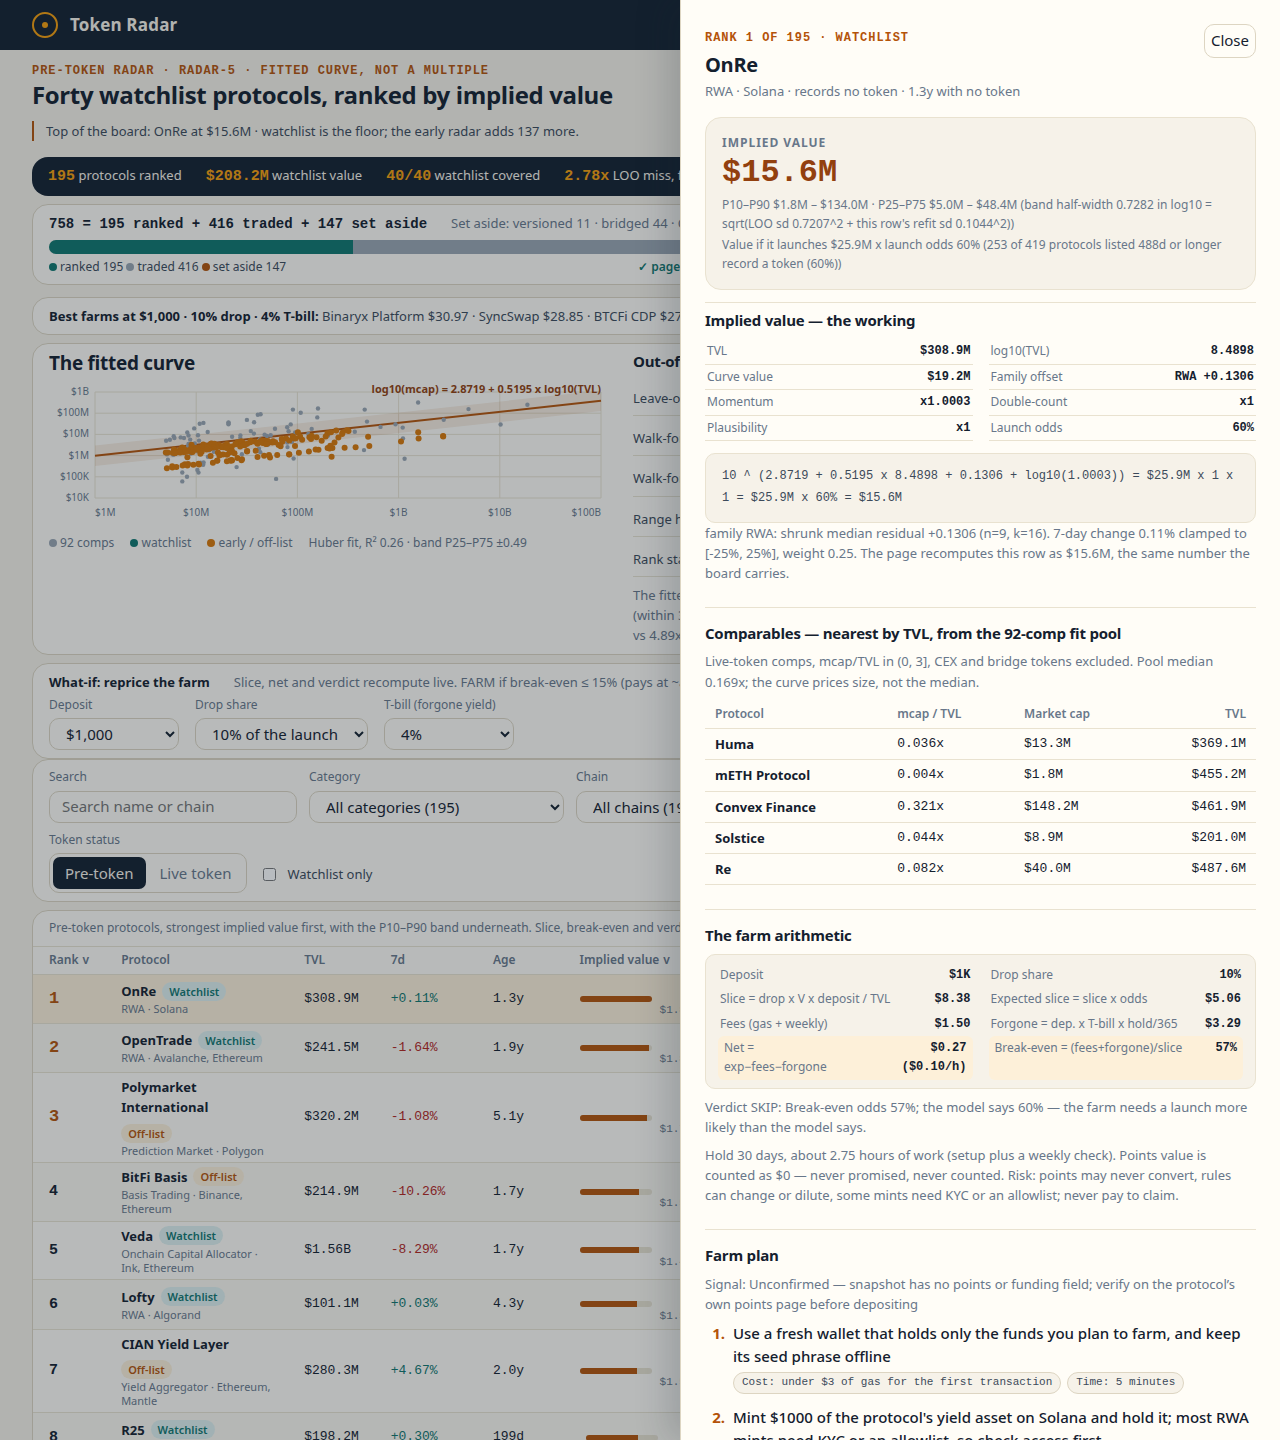 Token Radar
PRE-TOKEN RADAR · RADAR-5 · FITTED CURVE, NOT A MULTIPLE
Forty watchlist protocols, ranked by implied value
Top of the board: OnRe at $15.6M · watchlist is the floor; the early radar adds 137 more.
195 protocols ranked $208.2M watchlist value 40/40 watchlist covered 2.78x LOO miss,
758 = 195 ranked + 416 traded + 147 set aside Set aside: versioned 11 · bridged 44 ·
ranked 195 traded 416 set aside 147 ✓ page
Best farms at $1,000 · 10% drop · 4% T-bill: Binaryx Platform $30.97 · SyncSwap $28.85 · BTCFi CDP $27
The fitted curve
log10(mcap) = 2.8719 + 0.5195 x log10(TVL)
$1B
$100M
$10M
$1M
$100K
$10K
$1M $10M $100M $1B $10B $100B
92 comps watchlist early / off-list Huber fit, R² 0.26 · band P25–P75 ±0.49
Out-of
Leave-o
Walk-fo
Walk-fo
Range h
Rank sta
The fitte
(within
vs 4.89x
What-if: reprice the farm Slice, net and verdict recompute live. FARM if break-even ≤ 15% (pays at ~
Deposit Drop share T-bill (forgone yield)
$1,000 10% of the launch 4%
Search Category Chain
Search name or chain All categories (195) All chains (19
Token status
Pre-token Live token Watchlist only
Pre-token protocols, strongest implied value first, with the P10–P90 band underneath. Slice, break-even and verd
Rank v Protocol TVL 7d Age Implied value v
1 OnRe Watchlist $308.9M +0.11% 1.3y
RWA · Solana $1.
2 OpenTrade Watchlist $241.5M -1.64% 1.9y
RWA · Avalanche, Ethereum $1.
3 Polymarket International Off-list $320.2M -1.08% 5.1y
Prediction Market · Polygon $1.
4 BitFi Basis Off-list $214.9M -10.26% 1.7y
Basis Trading · Binance, Ethereum $1.
5 Veda Watchlist $1.56B -8.29% 1.7y
Onchain Capital Allocator · Ink, Ethereum $1.
6 Lofty Watchlist $101.1M +0.03% 4.3y
RWA · Algorand $1.
7 CIAN Yield Layer Off-list $280.3M +4.67% 2.0y
Yield Aggregator · Ethereum, Mantle $1.
8 R25 Watchlist $198.2M +0.30% 199d
RANK 1 OF 195 · WATCHLIST
Close
OnRe
RWA · Solana · records no token · 1.3y with no token
IMPLIED VALUE
$15.6M
P10–P90 $1.8M – $134.0M · P25–P75 $5.0M – $48.4M (band half-width 0.7282 in log10 =
sqrt(LOO sd 0.7207^2 + this row's refit sd 0.1044^2))
Value if it launches $25.9M x launch odds 60% (253 of 419 protocols listed 488d or longer
record a token (60%))
Implied value — the working
TVL $308.9M log10(TVL) 8.4898
Curve value $19.2M Family offset RWA +0.1306
Momentum x1.0003 Double-count x1
Plausibility x1 Launch odds 60%
10 ^ (2.8719 + 0.5195 x 8.4898 + 0.1306 + log10(1.0003)) = $25.9M x 1 x
1 = $25.9M x 60% = $15.6M
family RWA: shrunk median residual +0.1306 (n=9, k=16). 7-day change 0.11% clamped to
[-25%, 25%], weight 0.25. The page recomputes this row as $15.6M, the same number the
board carries.
Comparables — nearest by TVL, from the 92-comp fit pool
Live-token comps, mcap/TVL in (0, 3], CEX and bridge tokens excluded. Pool median
0.169x; the curve prices size, not the median.
Protocol mcap / TVL Market cap TVL
Huma 0.036x $13.3M $369.1M
mETH Protocol 0.004x $1.8M $455.2M
Convex Finance 0.321x $148.2M $461.9M
Solstice 0.044x $8.9M $201.0M
Re 0.082x $40.0M $487.6M
The farm arithmetic
Deposit $1K Drop share 10%
Slice = drop x V x deposit / TVL $8.38 Expected slice = slice x odds $5.06
Fees (gas + weekly) $1.50 Forgone = dep. x T-bill x hold/365 $3.29
Net = $0.27 Break-even = (fees+forgone)/slice 57%
exp−fees−forgone ($0.10/h)
Verdict SKIP: Break-even odds 57%; the model says 60% — the farm needs a launch more
likely than the model says.
Hold 30 days, about 2.75 hours of work (setup plus a weekly check). Points value is
counted as $0 — never promised, never counted. Risk: points may never convert, rules
can change or dilute, some mints need KYC or an allowlist; never pay to claim.
Farm plan
Signal: Unconfirmed — snapshot has no points or funding field; verify on the protocol's
own points page before depositing
1. Use a fresh wallet that holds only the funds you plan to farm, and keep
its seed phrase offline
Cost: under $3 of gas for the first transaction Time: 5 minutes
2. Mint $1000 of the protocol's yield asset on Solana and hold it; most RWA
mints need KYC or an allowlist, so check access first